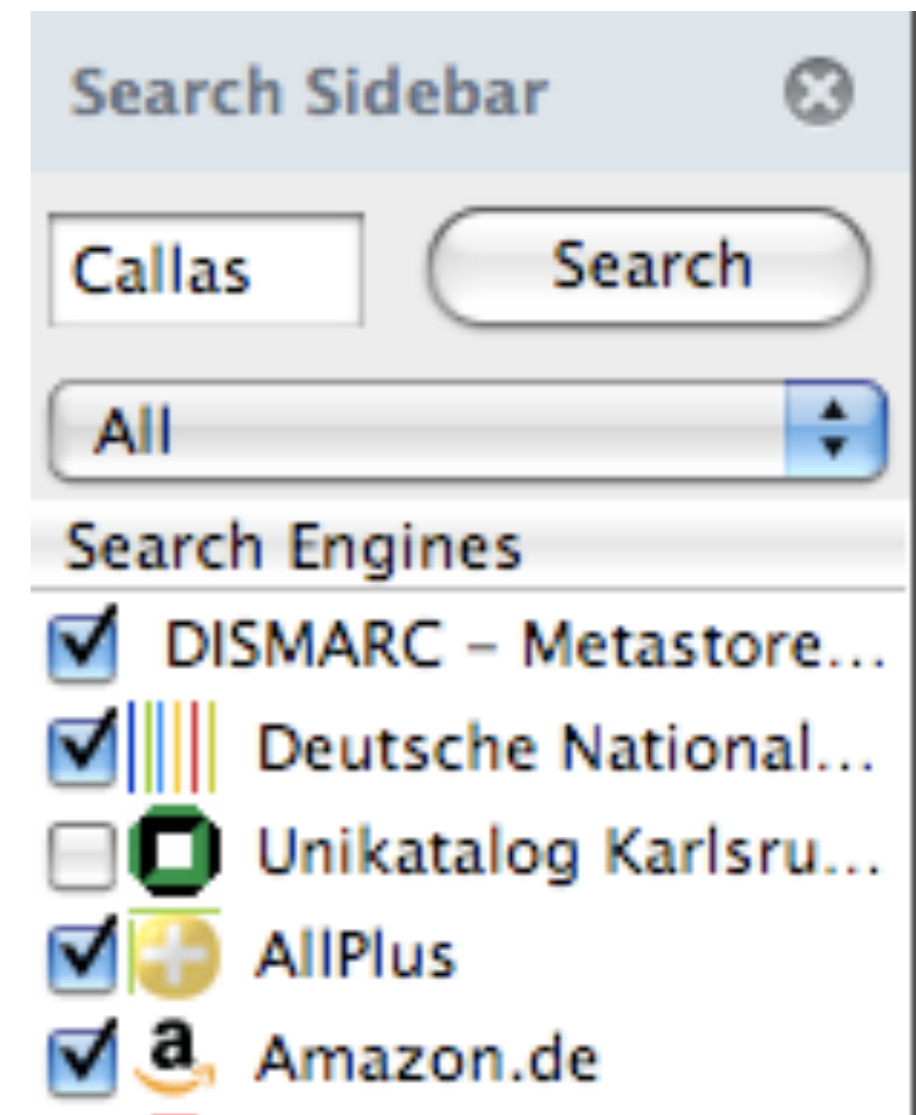 Search Sidebar
Callas Search
All
Search Engines
DISMARC – Metastore...
Deutsche National...
Unikatalog Karlsru...
AllPlus
a Amazon.de